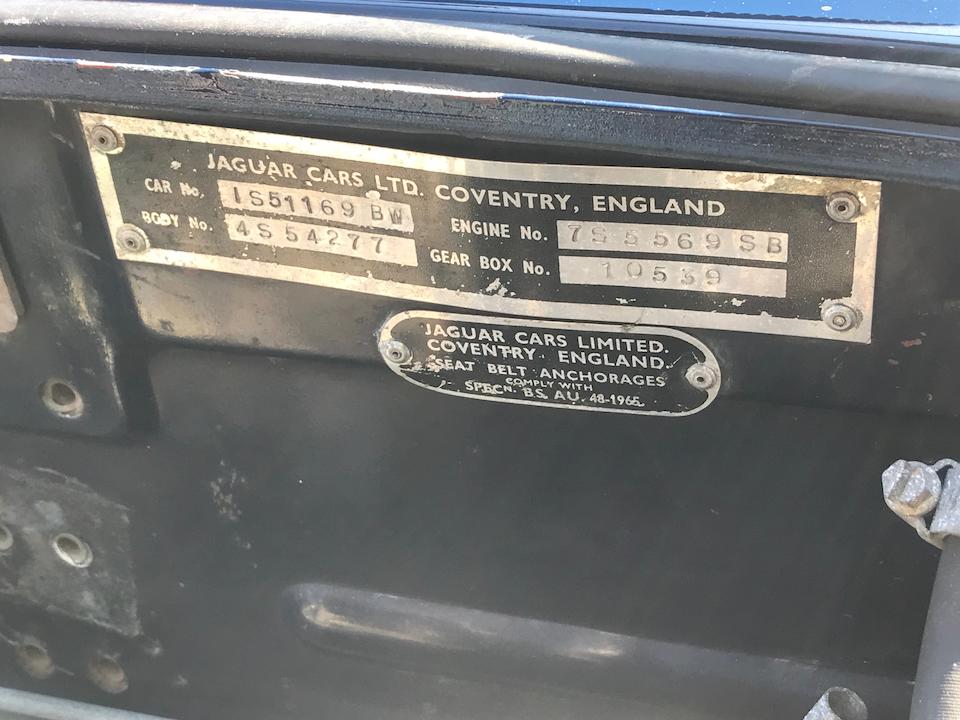 JAGUAR CARS LTD. COVENTRY, ENGLAND
CAR No, 1S51169 BW
ENGINE No. 7S 5569 SB
BODY No. 4S54277
GEAR BOX No. 10539
JAGUAR CARS LIMITED.
COVENTRY ENGLAND.
SEAT BELT ANCHORAGES
COMPLY WITH
SPECN. B.S. AU. 48-1965.